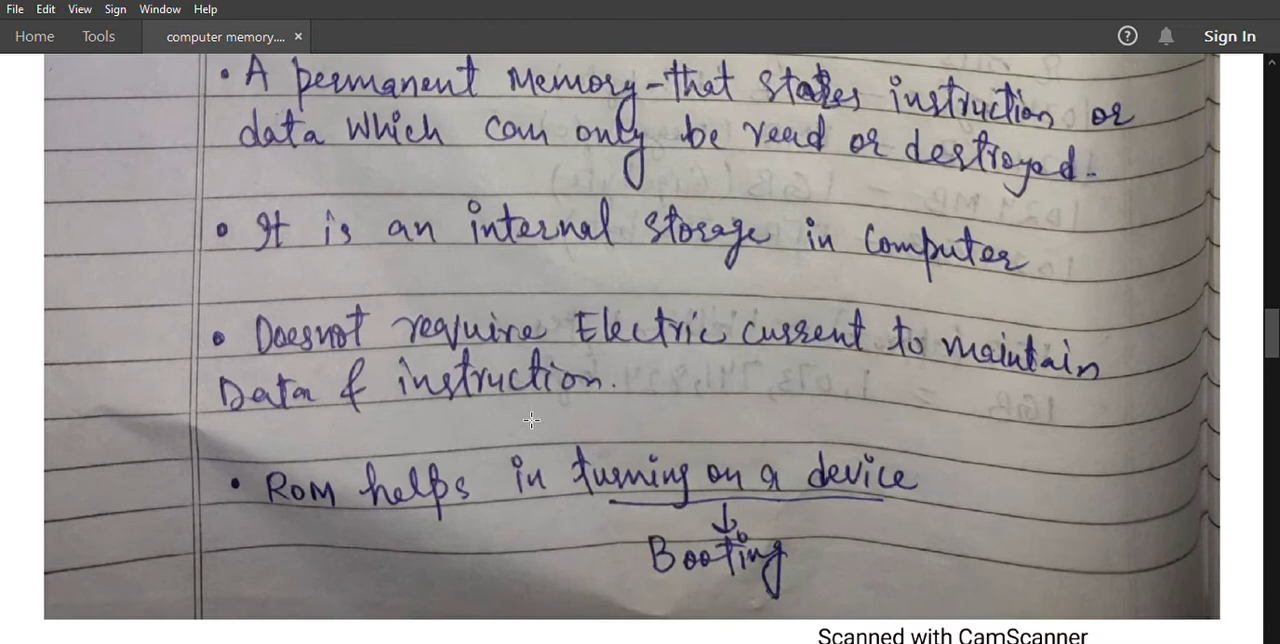 File Edit View Sign Window Help
Home Tools computer memory.... × ? Sign In
• A permanent Memory-that stores instruction or
data which can only be read or destroyed.
• It is an internal storage in computer
• Doesnot require Electric current to maintain
Data & instruction.
• ROM helps in turning on a device
↓
Booting
Scanned with CamScanner